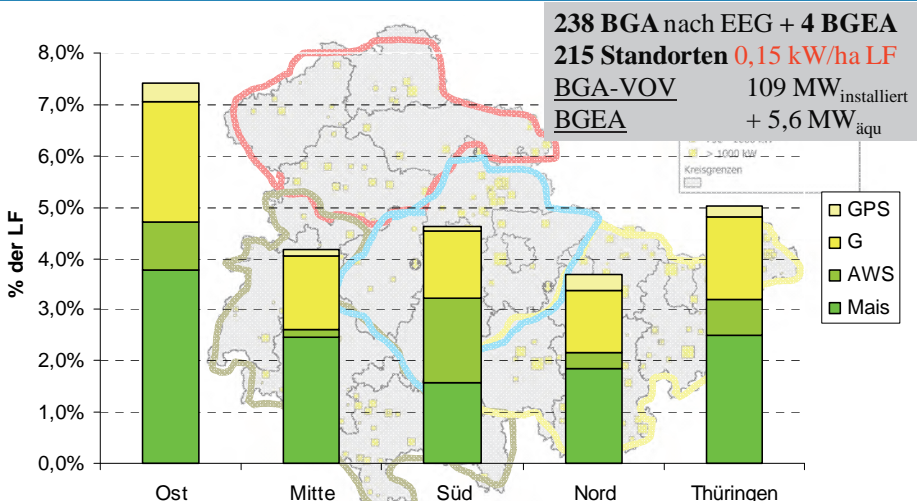 238 BGA nach EEG + 4 BGEA
215 Standorten 0,15 kW/ha LF
BGA-VOV 109 MWinstalliert
BGEA + 5,6 MWäqu
> 1000 kW
Kreisgrenzen
% der LF
8,0%
7,0%
6,0%
5,0%
4,0%
3,0%
2,0%
1,0%
0,0%
GPS
G
AWS
Mais
Ost Mitte Süd Nord Thüringen